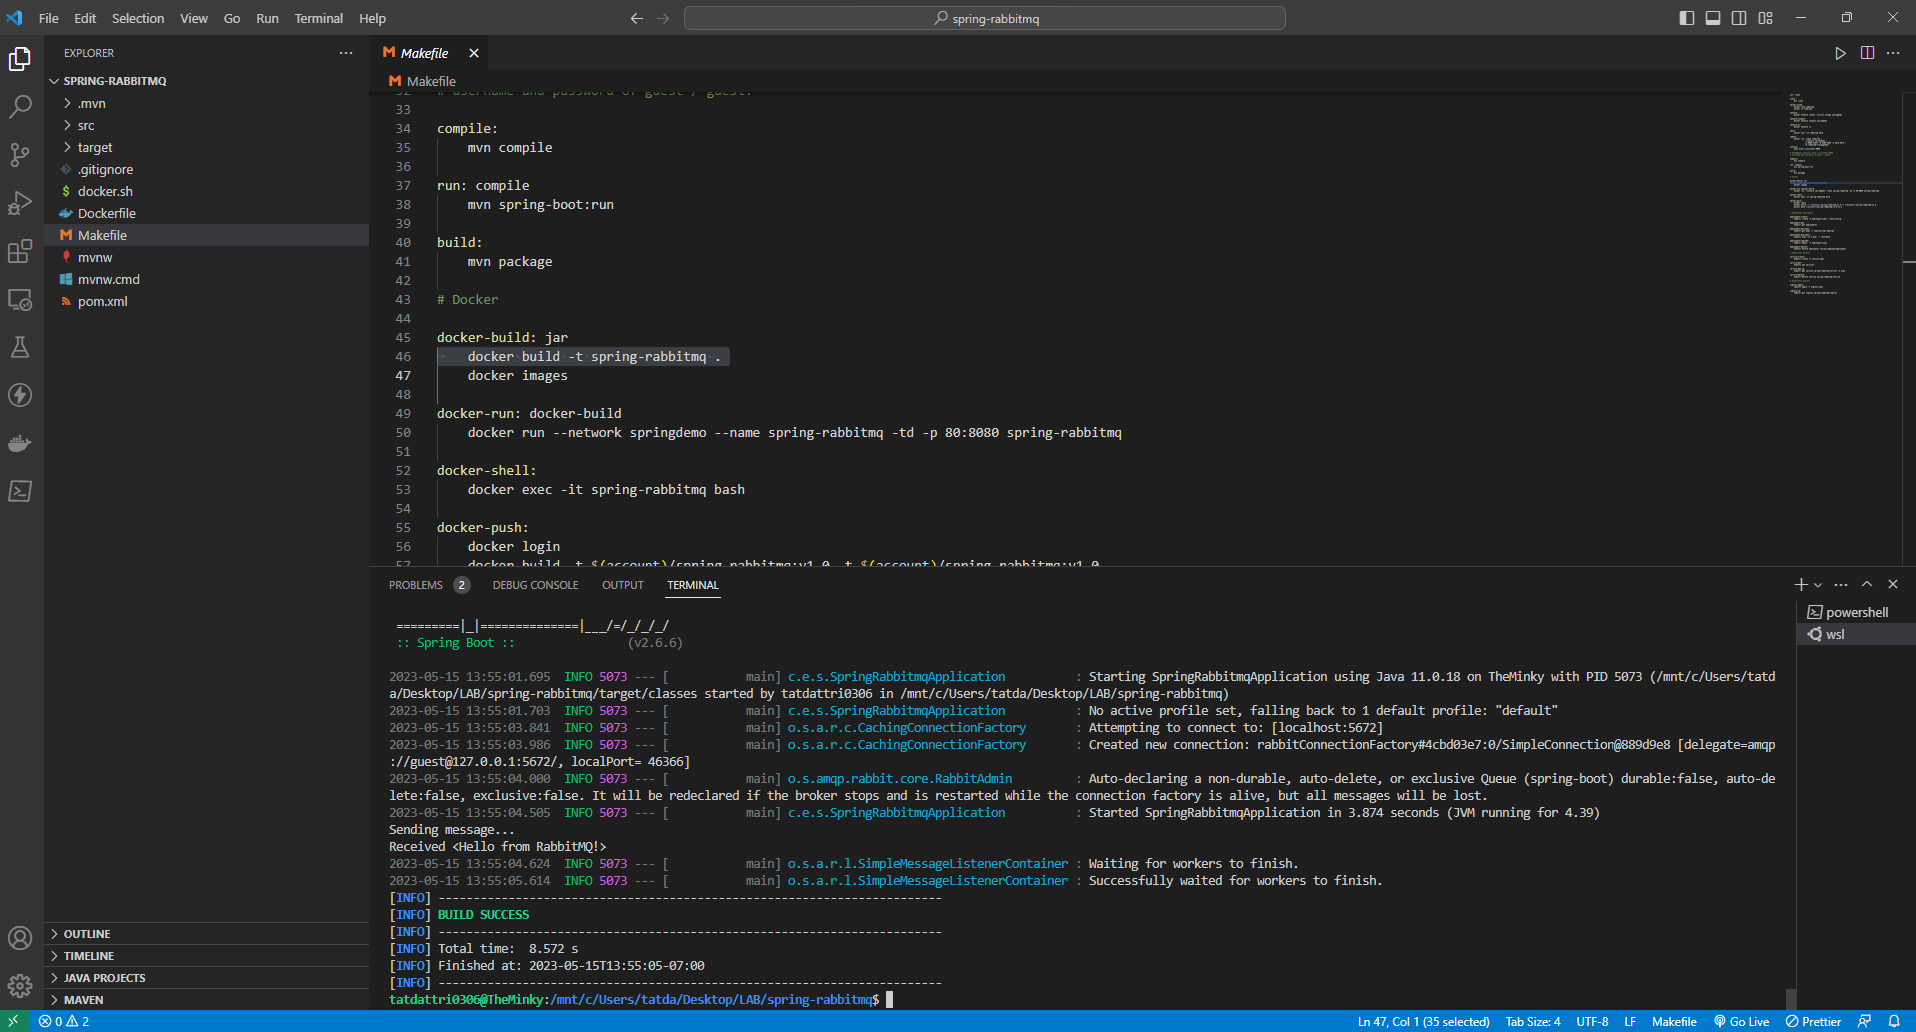 File Edit Selection View Go Run Terminal Help
spring-rabbitmq
EXPLORER
SPRING-RABBITMQ
.mvn
src
target
.gitignore
docker.sh
Dockerfile
Makefile
mvnw
mvnw.cmd
pom.xml
OUTLINE
TIMELINE
JAVA PROJECTS
MAVEN
Makefile
Makefile
32 # username and password of guest / guest.
33
34 compile:
35 mvn compile
36
37 run: compile
38 mvn spring-boot:run
39
40 build:
41 mvn package
42
43 # Docker
44
45 docker-build: jar
46 docker build -t spring-rabbitmq .
47 docker images
48
49 docker-run: docker-build
50 docker run --network springdemo --name spring-rabbitmq -td -p 80:8080 spring-rabbitmq
51
52 docker-shell:
53 docker exec -it spring-rabbitmq bash
54
55 docker-push:
56 docker login
57 docker build -t $(account)/spring-rabbitmq:v1.0 -t $(account)/spring-rabbitmq:v1.0
PROBLEMS 2 DEBUG CONSOLE OUTPUT TERMINAL
powershell
wsl
=========|_|==============|___/=/_/_/_/
:: Spring Boot :: (v2.6.6)
2023-05-15 13:55:01.695 INFO 5073 --- [ main] c.e.s.SpringRabbitmqApplication : Starting SpringRabbitmqApplication using Java 11.0.18 on TheMinky with PID 5073 (/mnt/c/Users/tatd
a/Desktop/LAB/spring-rabbitmq/target/classes started by tatdattri0306 in /mnt/c/Users/tatda/Desktop/LAB/spring-rabbitmq)
2023-05-15 13:55:01.703 INFO 5073 --- [ main] c.e.s.SpringRabbitmqApplication : No active profile set, falling back to 1 default profile: "default"
2023-05-15 13:55:03.841 INFO 5073 --- [ main] o.s.a.r.c.CachingConnectionFactory : Attempting to connect to: [localhost:5672]
2023-05-15 13:55:03.986 INFO 5073 --- [ main] o.s.a.r.c.CachingConnectionFactory : Created new connection: rabbitConnectionFactory#4cbd03e7:0/SimpleConnection@889d9e8 [delegate=amqp
://guest@127.0.0.1:5672/, localPort= 46366]
2023-05-15 13:55:04.000 INFO 5073 --- [ main] o.s.amqp.rabbit.core.RabbitAdmin : Auto-declaring a non-durable, auto-delete, or exclusive Queue (spring-boot) durable:false, auto-de
lete:false, exclusive:false. It will be redeclared if the broker stops and is restarted while the connection factory is alive, but all messages will be lost.
2023-05-15 13:55:04.505 INFO 5073 --- [ main] c.e.s.SpringRabbitmqApplication : Started SpringRabbitmqApplication in 3.874 seconds (JVM running for 4.39)
Sending message...
Received <Hello from RabbitMQ!>
2023-05-15 13:55:04.624 INFO 5073 --- [ main] o.s.a.r.l.SimpleMessageListenerContainer : Waiting for workers to finish.
2023-05-15 13:55:05.614 INFO 5073 --- [ main] o.s.a.r.l.SimpleMessageListenerContainer : Successfully waited for workers to finish.
[INFO] ------------------------------------------------------------------------
[INFO] BUILD SUCCESS
[INFO] ------------------------------------------------------------------------
[INFO] Total time: 8.572 s
[INFO] Finished at: 2023-05-15T13:55:05-07:00
[INFO] ------------------------------------------------------------------------
tatdattri0306@TheMinky:/mnt/c/Users/tatda/Desktop/LAB/spring-rabbitmq$
0 2 Ln 47, Col 1 (35 selected) Tab Size: 4 UTF-8 LF Makefile Go Live Prettier